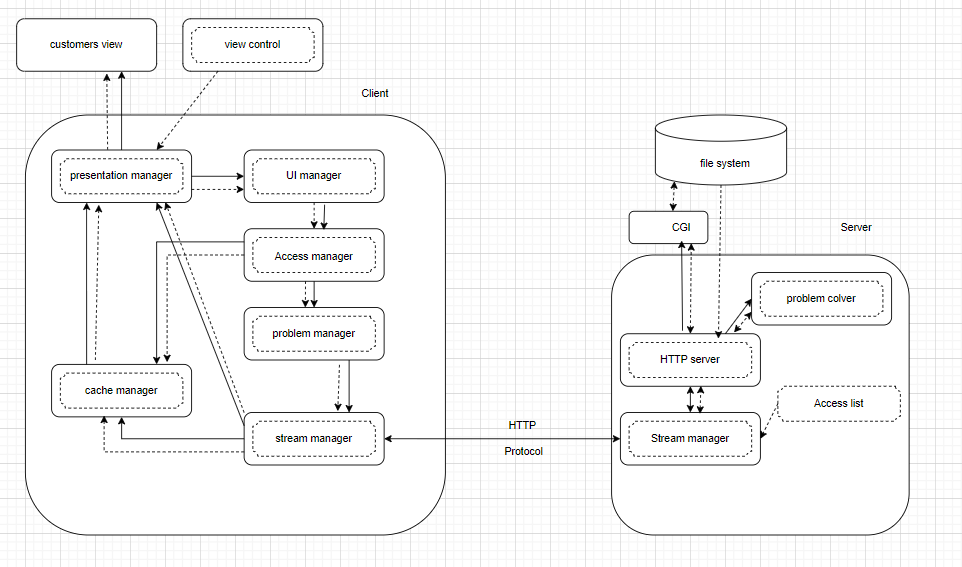 customers view
view control
Client
presentation manager
UI manager
file system
CGI
Server
Access manager
problem colver
problem manager
HTTP server
cache manager
Access list
HTTP
stream manager
Stream manager
Protocol